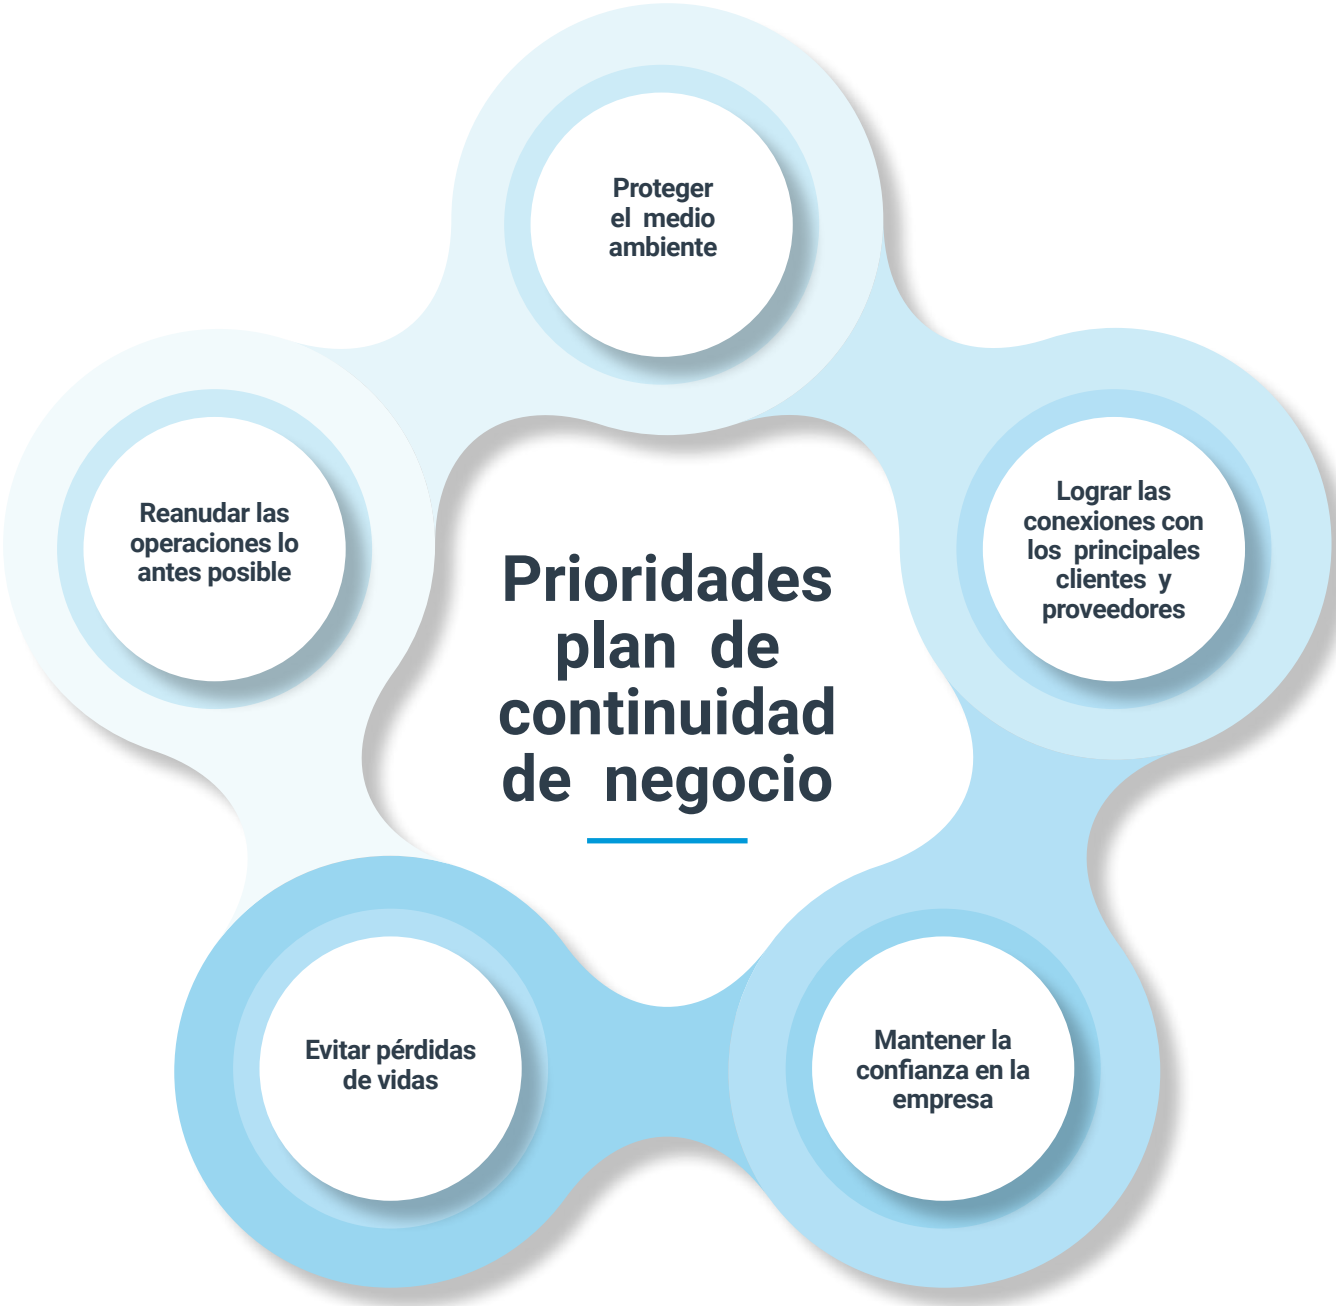 Proteger
el medio
ambiente
Reanudar las
operaciones lo
antes posible
Lograr las
conexiones con
los principales
clientes y
proveedores
Prioridades
plan de
continuidad
de negocio
Evitar pérdidas
de vidas
Mantener la
confianza en la
empresa